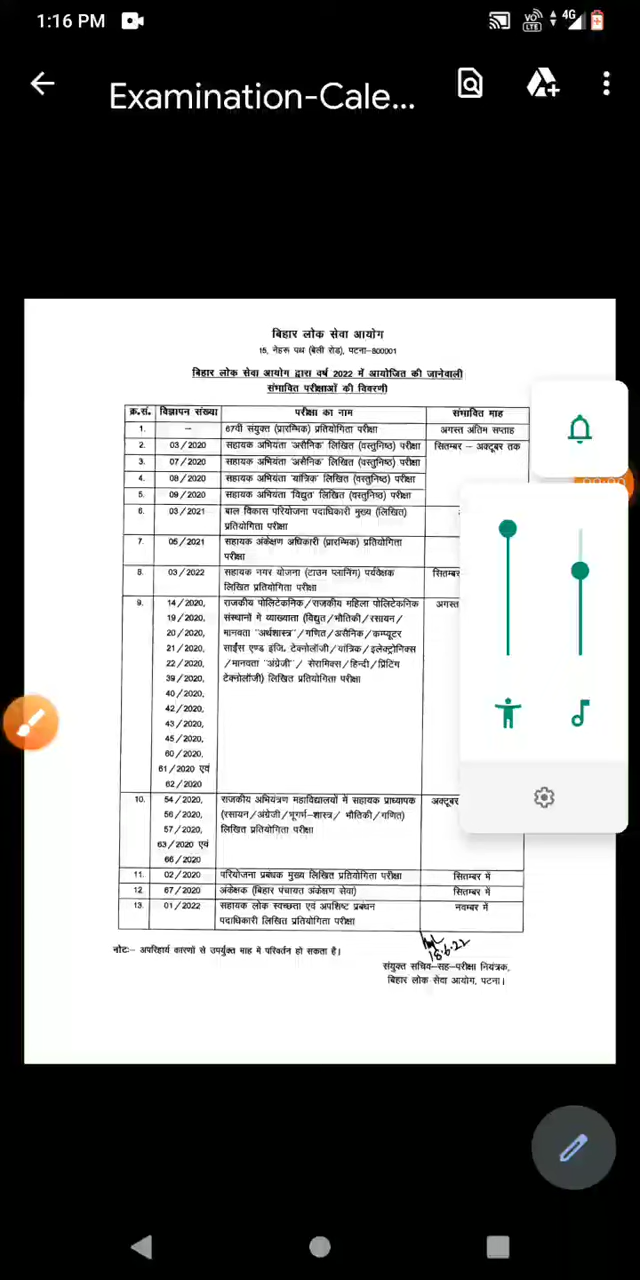 1:16 PM
VO LTE 4G
Examination-Cale...
बिहार लोक सेवा आयोग
15, नेहरू पथ (बेली रोड), पटना-800001
बिहार लोक सेवा आयोग द्वारा वर्ष 2022 में आयोजित की जानेवाली
संभावित परीक्षाओं की विवरणी
क्र.सं. विज्ञापन संख्या परीक्षा का नाम संभावित माह
1. -- 67वीं संयुक्त (प्रारम्भिक) प्रतियोगिता परीक्षा अगस्त अंतिम सप्ताह
2. 03/2020 सहायक अभियंता 'असैनिक' लिखित (वस्तुनिष्ठ) परीक्षा सितम्बर - अक्टूबर तक
3. 07/2020 सहायक अभियंता 'असैनिक' लिखित (वस्तुनिष्ठ) परीक्षा
4. 08/2020 सहायक अभियंता 'यांत्रिक' लिखित (वस्तुनिष्ठ) परीक्षा
5. 09/2020 सहायक अभियंता 'विद्युत' लिखित (वस्तुनिष्ठ) परीक्षा
6. 03/2021 बाल विकास परियोजना पदाधिकारी मुख्य (लिखित)
प्रतियोगिता परीक्षा
7. 05/2021 सहायक अंकेक्षण अधिकारी (प्रारम्भिक) प्रतियोगिता
परीक्षा
8. 03/2022 सहायक नगर योजना (टाउन प्लानिंग) पर्यवेक्षक सितम्बर
लिखित प्रतियोगिता परीक्षा
9. 14/2020, राजकीय पोलिटेकनिक/राजकीय महिला पोलिटेकनिक अगस्त
19/2020, संस्थानों में व्याख्याता (विद्युत/भौतिकी/रसायन/
20/2020, मानवता "अर्थशास्त्र"/गणित/असैनिक/कम्प्यूटर
21/2020, साईंस एण्ड इंजि. टेक्नोलॉजी/यांत्रिक/इलेक्ट्रोनिक्स
22/2020, /मानवता "अंग्रेजी"/ सेरामिक्स/हिन्दी/प्रिटिंग
39/2020, टेक्नोलॉजी) लिखित प्रतियोगिता परीक्षा
40/2020,
42/2020,
43/2020,
45/2020,
60/2020,
61/2020 एवं
62/2020
10. 54/2020, राजकीय अभियंत्रण महाविद्यालयों में सहायक प्राध्यापक अक्टूबर
56/2020, (रसायन/अंग्रेजी/भूगर्भ-शास्त्र/ भौतिकी/गणित)
57/2020, लिखित प्रतियोगिता परीक्षा
63/2020 एवं
66/2020
11. 02/2020 परियोजना प्रबंधक मुख्य लिखित प्रतियोगिता परीक्षा सितम्बर में
12. 67/2020 अंकेक्षक (बिहार पंचायत अंकेक्षण सेवा) सितम्बर में
13. 01/2022 सहायक लोक स्वच्छता एवं अपशिष्ट प्रबंधन नवम्बर में
पदाधिकारी लिखित प्रतियोगिता परीक्षा
नोटः- अपरिहार्य कारणों से उपर्युक्त माह में परिवर्तन हो सकता है।
18.6.22
संयुक्त सचिव-सह-परीक्षा नियंत्रक,
बिहार लोक सेवा आयोग, पटना।